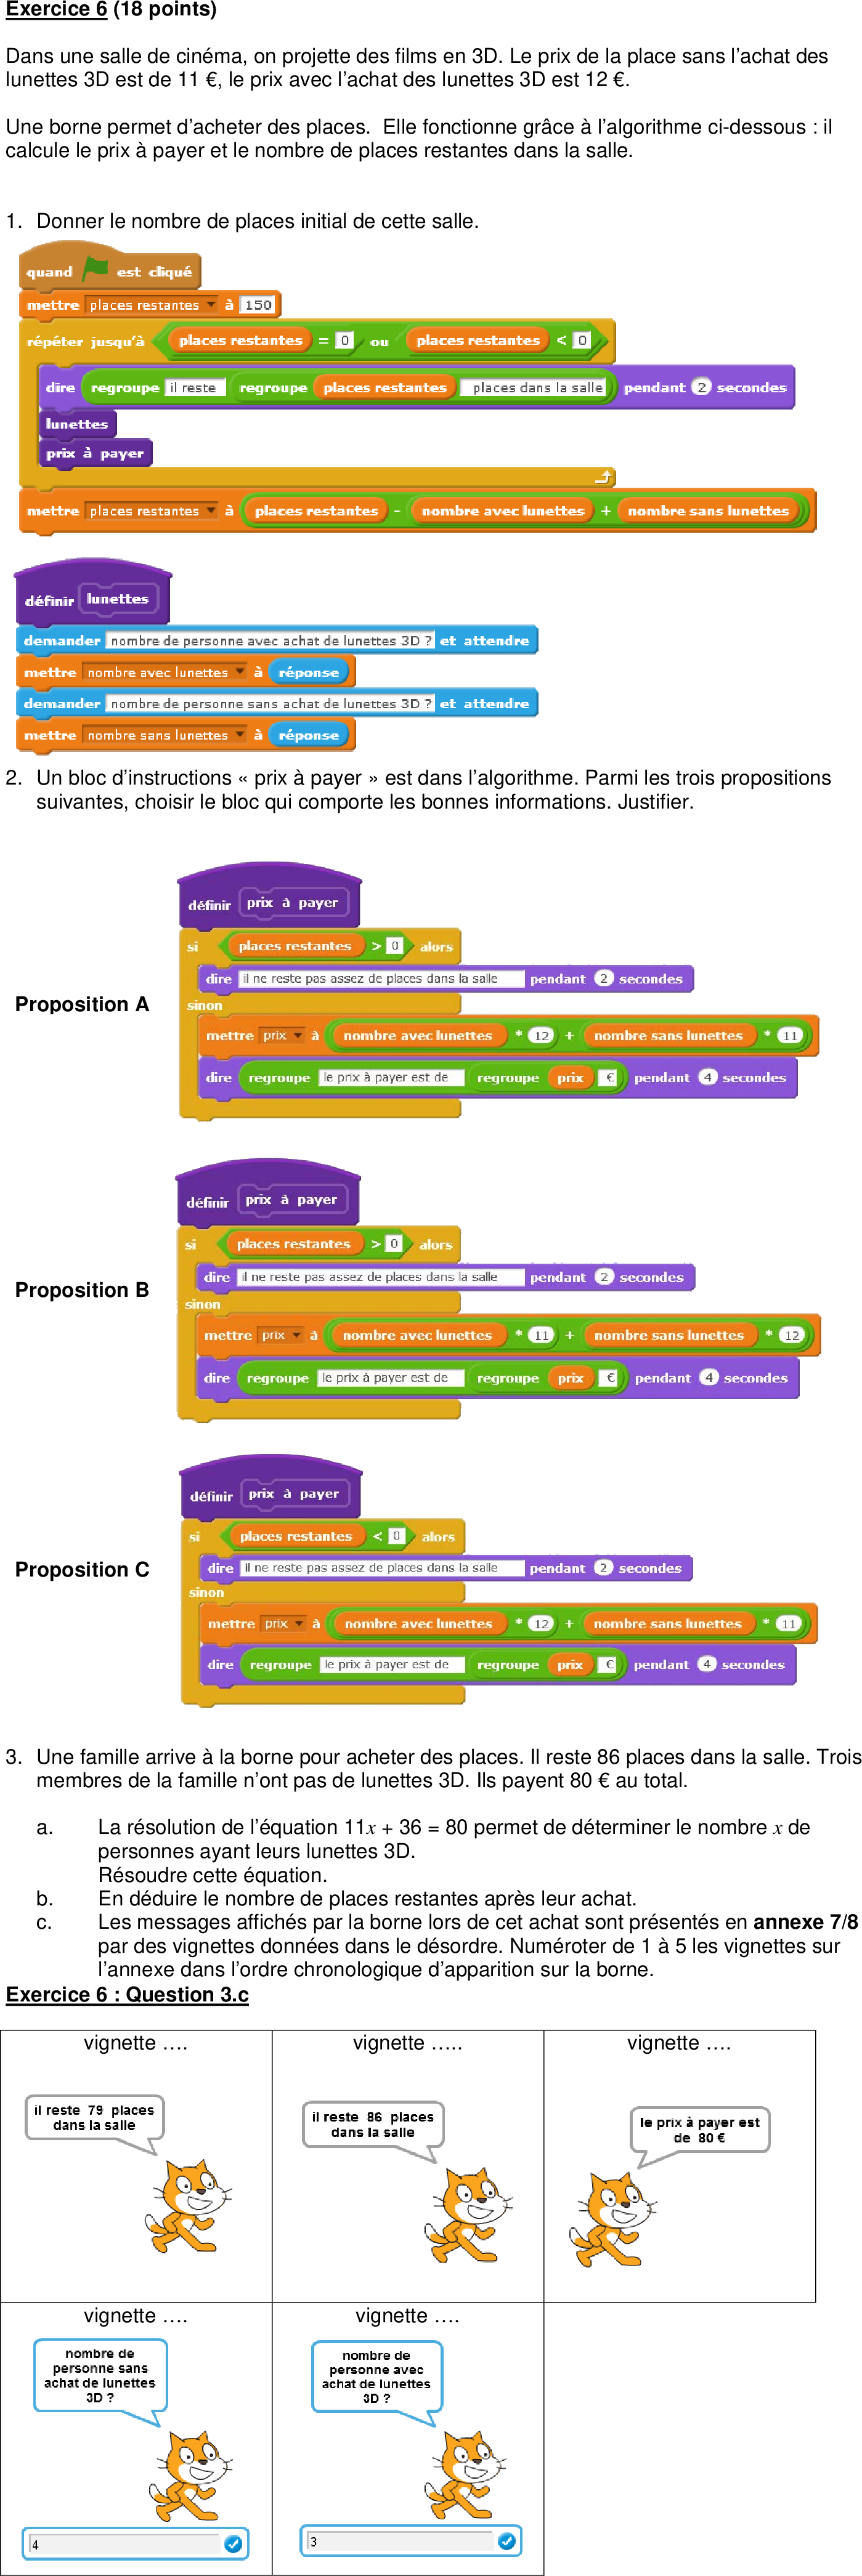 Exercice 6 (18 points)
Dans une salle de cinéma, on projette des films en 3D. Le prix de la place sans l'achat des
lunettes 3D est de 11 €, le prix avec l'achat des lunettes 3D est 12 €.
Une borne permet d'acheter des places. Elle fonctionne grâce à l'algorithme ci-dessous : il
calcule le prix à payer et le nombre de places restantes dans la salle.
1. Donner le nombre de places initial de cette salle.
quand est cliqué
mettre places restantes à 150
répéter jusqu'à places restantes = 0 ou places restantes < 0
dire regroupe il reste regroupe places restantes places dans la salle pendant 2 secondes
lunettes
prix à payer
mettre places restantes à places restantes - nombre avec lunettes + nombre sans lunettes
définir lunettes
demander nombre de personne avec achat de lunettes 3D ? et attendre
mettre nombre avec lunettes à réponse
demander nombre de personne sans achat de lunettes 3D ? et attendre
mettre nombre sans lunettes à réponse
2. Un bloc d'instructions « prix à payer » est dans l'algorithme. Parmi les trois propositions
suivantes, choisir le bloc qui comporte les bonnes informations. Justifier.
définir prix à payer
si places restantes > 0 alors
dire il ne reste pas assez de places dans la salle pendant 2 secondes
Proposition A
sinon
mettre prix à nombre avec lunettes * 12 + nombre sans lunettes * 11
dire regroupe le prix à payer est de regroupe prix € pendant 4 secondes
définir prix à payer
si places restantes > 0 alors
dire il ne reste pas assez de places dans la salle pendant 2 secondes
Proposition B
sinon
mettre prix à nombre avec lunettes * 11 + nombre sans lunettes * 12
dire regroupe le prix à payer est de regroupe prix € pendant 4 secondes
définir prix à payer
si places restantes < 0 alors
dire il ne reste pas assez de places dans la salle pendant 2 secondes
Proposition C
sinon
mettre prix à nombre avec lunettes * 12 + nombre sans lunettes * 11
dire regroupe le prix à payer est de regroupe prix € pendant 4 secondes
3. Une famille arrive à la borne pour acheter des places. Il reste 86 places dans la salle. Trois
membres de la famille n'ont pas de lunettes 3D. Ils payent 80 € au total.
a. La résolution de l'équation 11x + 36 = 80 permet de déterminer le nombre x de
personnes ayant leurs lunettes 3D.
Résoudre cette équation.
b. En déduire le nombre de places restantes après leur achat.
c. Les messages affichés par la borne lors de cet achat sont présentés en annexe 7/8
par des vignettes données dans le désordre. Numéroter de 1 à 5 les vignettes sur
l'annexe dans l'ordre chronologique d'apparition sur la borne.
Exercice 6 : Question 3.c
vignette ….
il reste 79 places
dans la salle
vignette …..
il reste 86 places
dans la salle
vignette ….
le prix à payer est
de 80 €
vignette ….
nombre de
personne sans
achat de lunettes
3D ?
4
vignette ….
nombre de
personne avec
achat de lunettes
3D ?
3